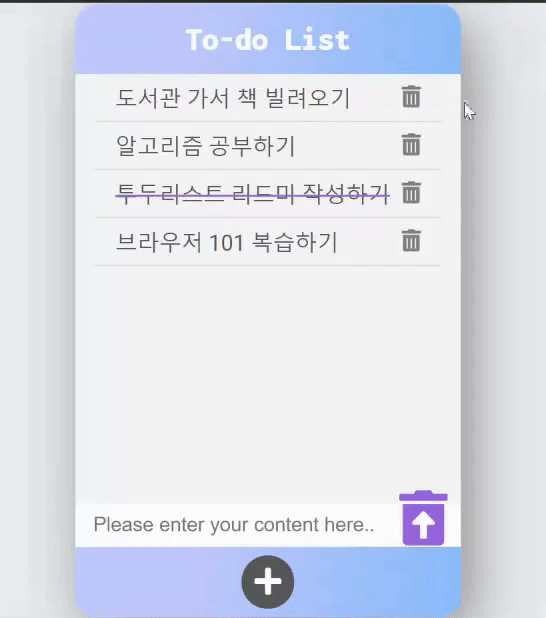 To-do List
도서관 가서 책 빌려오기
알고리즘 공부하기
투두리스트 리드미 작성하기
브라우저 101 복습하기
Please enter your content here..